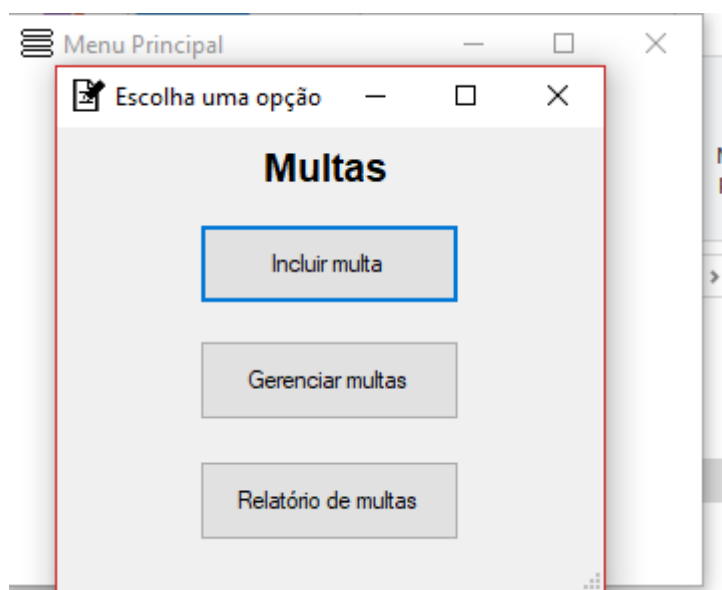 Menu Principal
Escolha uma opção
Multas
Incluir multa
Gerenciar multas
Relatório de multas